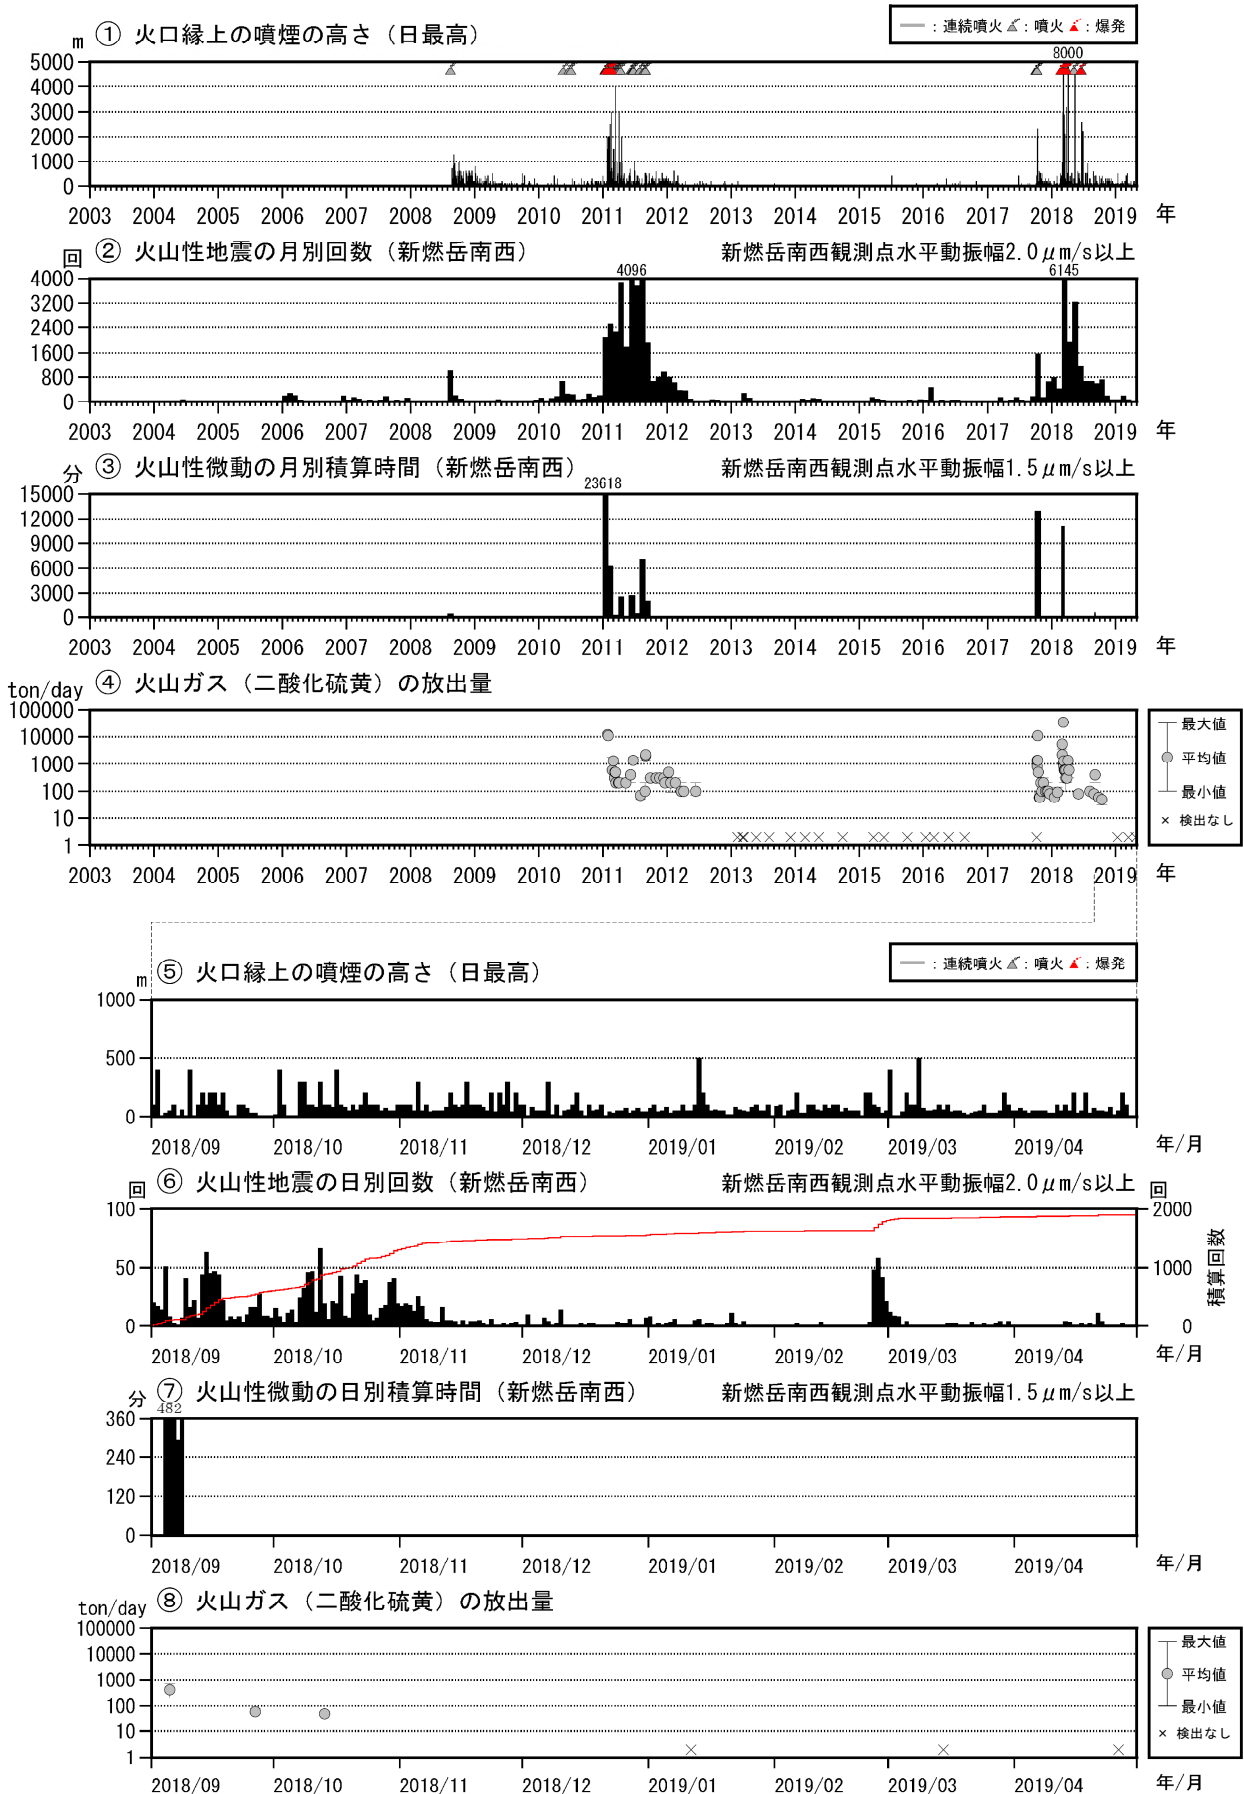 ① 火口縁上の噴煙の高さ（日最高）
━ : 連続噴火 : 噴火 : 爆発
m
8000
5000
4000
3000
2000
1000
0
2003 2004 2005 2006 2007 2008 2009 2010 2011 2012 2013 2014 2015 2016 2017 2018 2019 年
② 火山性地震の月別回数（新燃岳南西） 新燃岳南西観測点水平動振幅2.0μm/s以上
回
4096 6145
4000
3200
2400
1600
800
0
2003 2004 2005 2006 2007 2008 2009 2010 2011 2012 2013 2014 2015 2016 2017 2018 2019 年
③ 火山性微動の月別積算時間（新燃岳南西） 新燃岳南西観測点水平動振幅1.5μm/s以上
分
23618
15000
12000
9000
6000
3000
0
2003 2004 2005 2006 2007 2008 2009 2010 2011 2012 2013 2014 2015 2016 2017 2018 2019 年
④ 火山ガス（二酸化硫黄）の放出量
ton/day
100000
10000
1000
100
10
1
最大値
平均値
最小値
× 検出なし
2003 2004 2005 2006 2007 2008 2009 2010 2011 2012 2013 2014 2015 2016 2017 2018 2019 年
⑤ 火口縁上の噴煙の高さ（日最高）
━ : 連続噴火 : 噴火 : 爆発
m
1000
500
0
2018/09 2018/10 2018/11 2018/12 2019/01 2019/02 2019/03 2019/04 年/月
⑥ 火山性地震の日別回数（新燃岳南西） 新燃岳南西観測点水平動振幅2.0μm/s以上
回 回
100 2000
50 1000
0 0
積算回数
2018/09 2018/10 2018/11 2018/12 2019/01 2019/02 2019/03 2019/04 年/月
⑦ 火山性微動の日別積算時間（新燃岳南西） 新燃岳南西観測点水平動振幅1.5μm/s以上
分
482
360
240
120
0
2018/09 2018/10 2018/11 2018/12 2019/01 2019/02 2019/03 2019/04 年/月
⑧ 火山ガス（二酸化硫黄）の放出量
ton/day
100000
10000
1000
100
10
1
最大値
平均値
最小値
× 検出なし
2018/09 2018/10 2018/11 2018/12 2019/01 2019/02 2019/03 2019/04 年/月